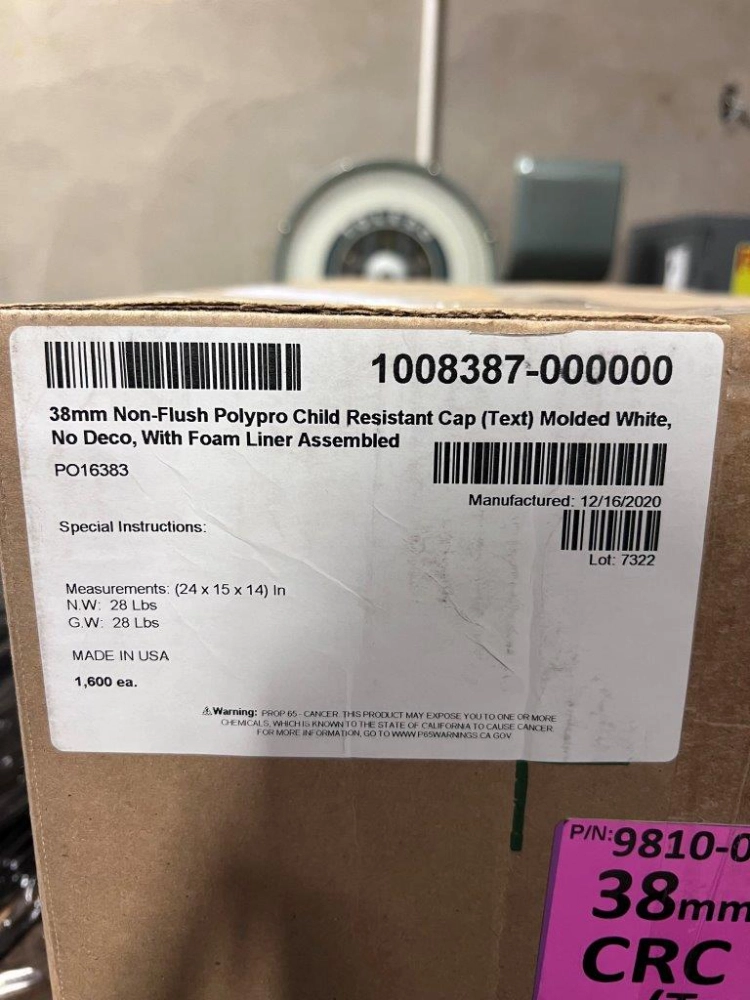 1008387-000000
38mm Non-Flush Polypro Child Resistant Cap (Text) Molded White,
No Deco, With Foam Liner Assembled
PO16383
Manufactured: 12/16/2020
Special Instructions:
Lot: 7322
Measurements: (24 x 15 x 14) In
N.W: 28 Lbs
G.W: 28 Lbs
MADE IN USA
1,600 ea.
⚠Warning: PROP 65 - CANCER. THIS PRODUCT MAY EXPOSE YOU TO ONE OR MORE
CHEMICALS, WHICH IS KNOWN TO THE STATE OF CALIFORNIA TO CAUSE CANCER.
FOR MORE INFORMATION, GO TO WWW.P65WARNINGS.CA.GOV
P/N:9810-0
38mm
CRC